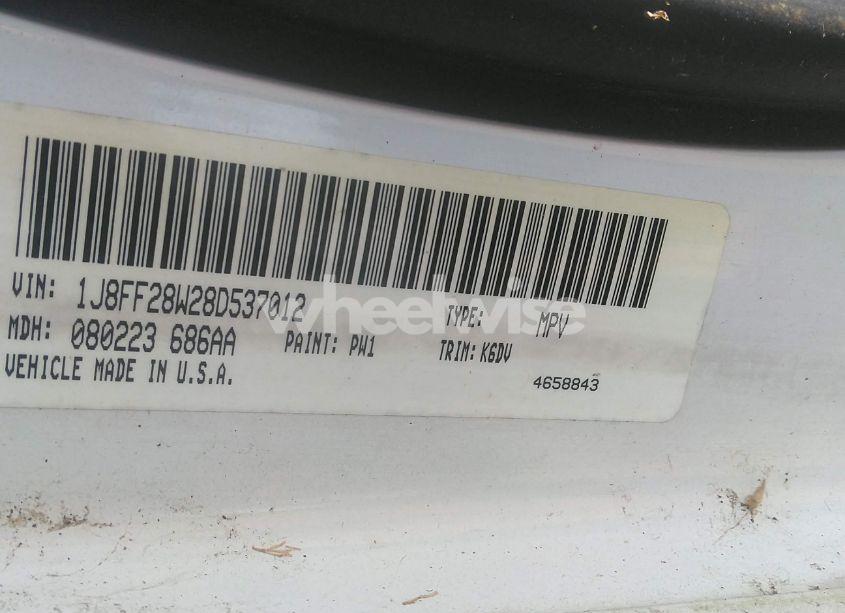 VIN: 1J8FF28W28D537012 TYPE: MPV
MDH: 080223 686AA PAINT: PW1 TRIM: K6DV
VEHICLE MADE IN U.S.A. 4658843
wheelwise